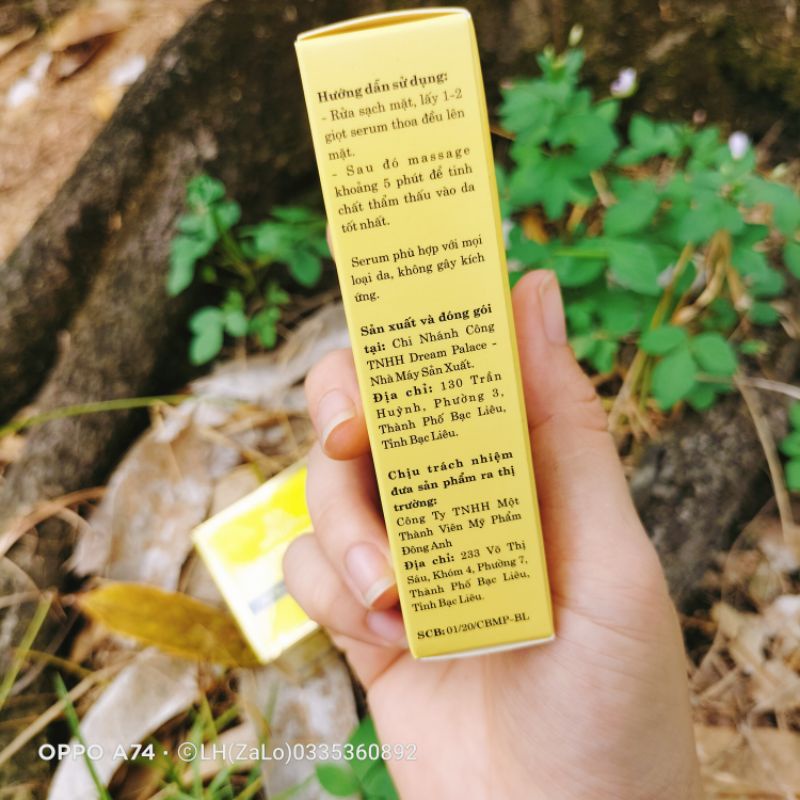 Hướng dẫn sử dụng:
- Rửa sạch mặt, lấy 1-2
giọt serum thoa đều lên
mặt.
- Sau đó massage
khoảng 5 phút để tinh
chất thẩm thấu vào da
tốt nhất.
Serum phù hợp với mọi
loại da, không gây kích
ứng.
Sản xuất và đóng gói
tại: Chi Nhánh Công
TNHH Dream Palace -
Nhà Máy Sản Xuất.
Địa chỉ: 130 Trần
Huỳnh, Phường 3,
Thành Phố Bạc Liêu,
Tỉnh Bạc Liêu.
Chịu trách nhiệm
đưa sản phẩm ra thị
trường:
Công Ty TNHH Một
Thành Viên Mỹ Phẩm
Đông Anh
Địa chỉ: 233 Võ Thị
Sáu, Khóm 4, Phường 7,
Thành Phố Bạc Liêu,
Tỉnh Bạc Liêu.
SCB: 01/20/CBMP-BL
OPPO A74 · ©LH(ZaLo)0335360892